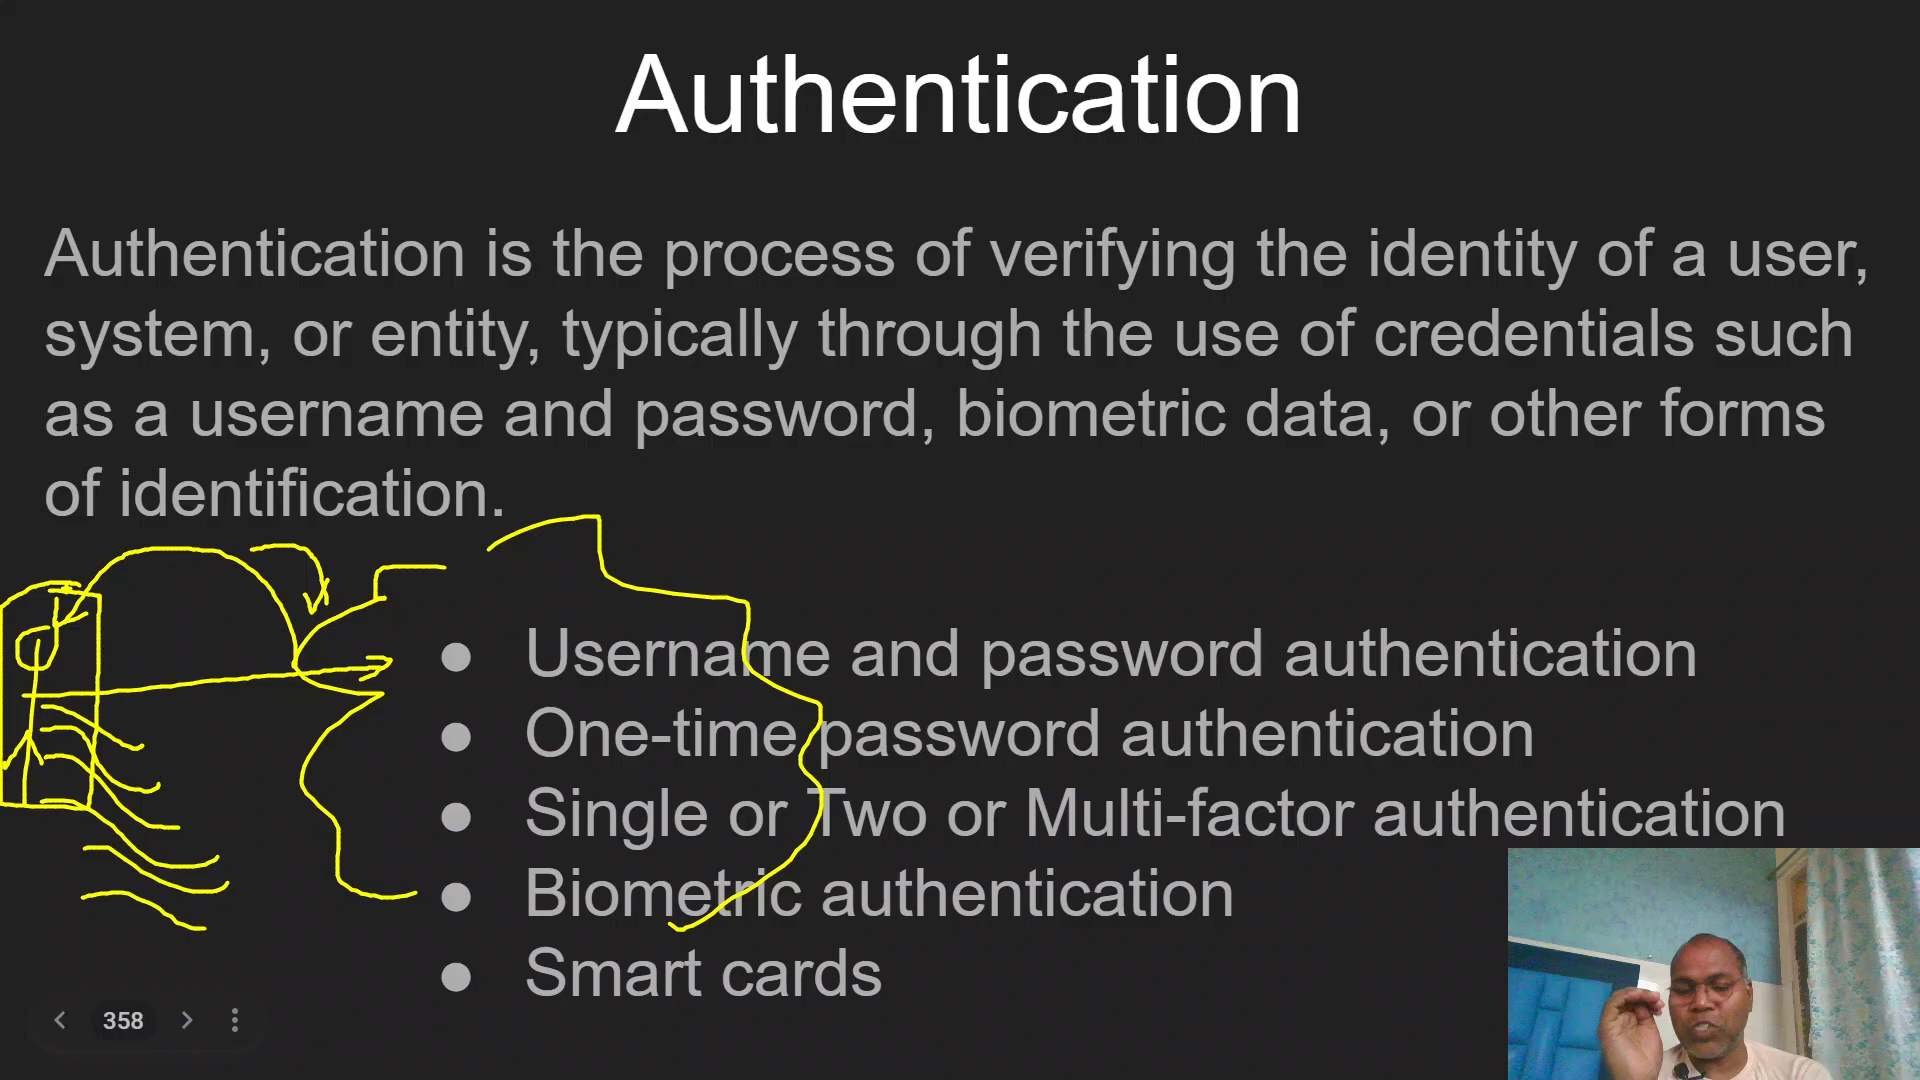 Authentication
Authentication is the process of verifying the identity of a user,
system, or entity, typically through the use of credentials such
as a username and password, biometric data, or other forms
of identification.
● Username and password authentication
● One-time password authentication
● Single or Two or Multi-factor authentication
● Biometric authentication
● Smart cards
358